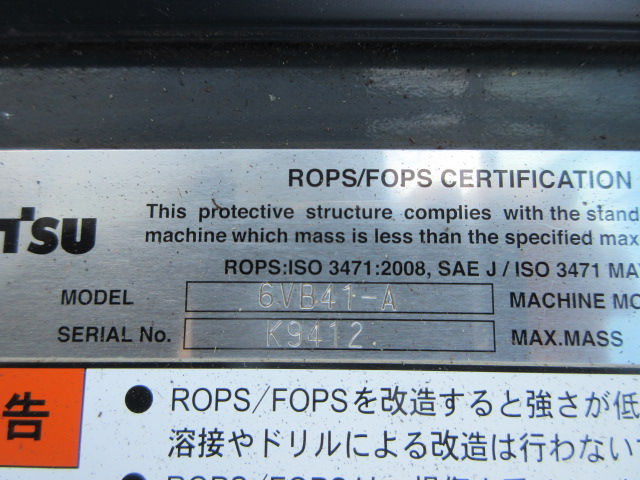 ROPS/FOPS CERTIFICATION
This protective structure complies with the stand
TSU
machine which mass is less than the specified max
ROPS:ISO 3471:2008, SAE J / ISO 3471 MA
MODEL 6VB41-A MACHINE MO
SERIAL No. K9412. MAX.MASS
告
● ROPS/FOPSを改造すると強さが低
溶接やドリルによる改造は行わない